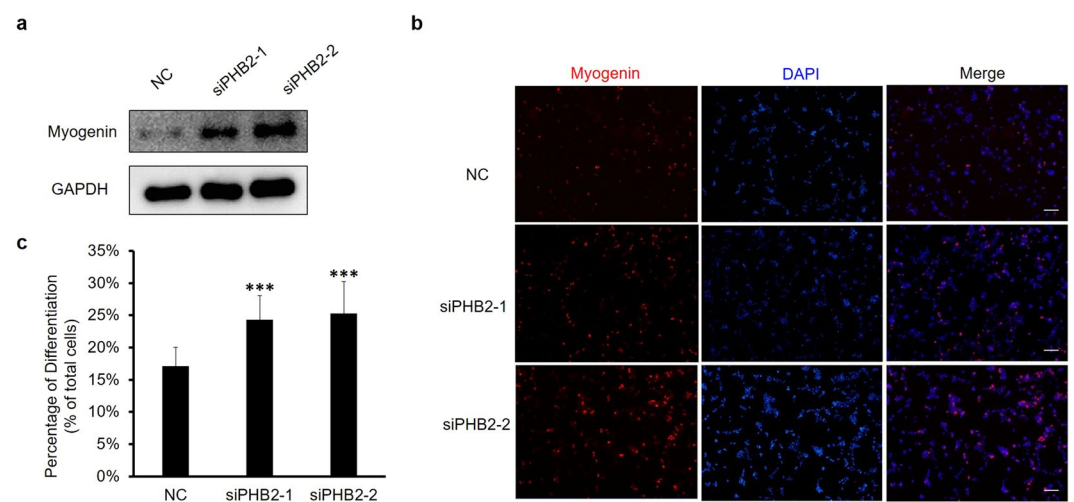 a
NC
siPHB2-1
siPHB2-2
Myogenin
GAPDH
b
Myogenin
DAPI
Merge
NC
siPHB2-1
siPHB2-2
c
Percentage of Differentiation
(% of total cells)
35%
30%
25%
20%
15%
10%
5%
0%
***
***
NC
siPHB2-1
siPHB2-2